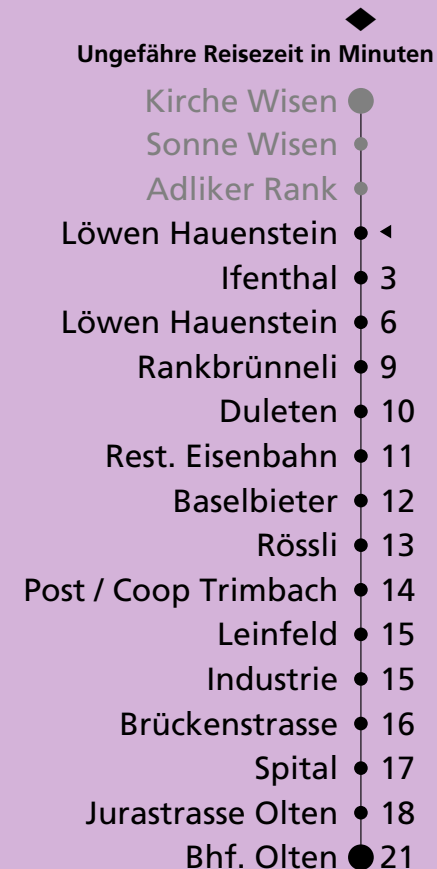 Ungefähre Reisezeit in Minuten
Kirche Wisen
Sonne Wisen
Adliker Rank
Löwen Hauenstein
Ifenthal 3
Löwen Hauenstein 6
Rankbrünneli 9
Duleten 10
Rest. Eisenbahn 11
Baselbieter 12
Rössli 13
Post / Coop Trimbach 14
Leinfeld 15
Industrie 15
Brückenstrasse 16
Spital 17
Jurastrasse Olten 18
Bhf. Olten 21